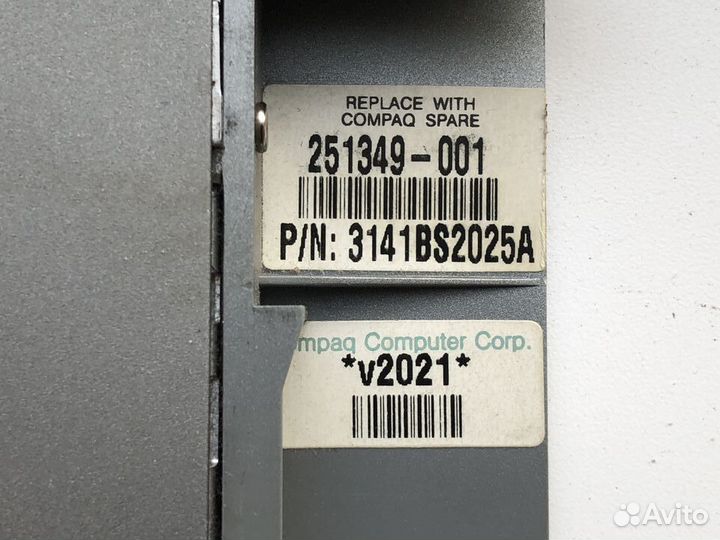 REPLACE WITH
COMPAQ SPARE
251349-001
P/N: 3141BS2025A
mpaq Computer Corp.
*v2021*
Avito